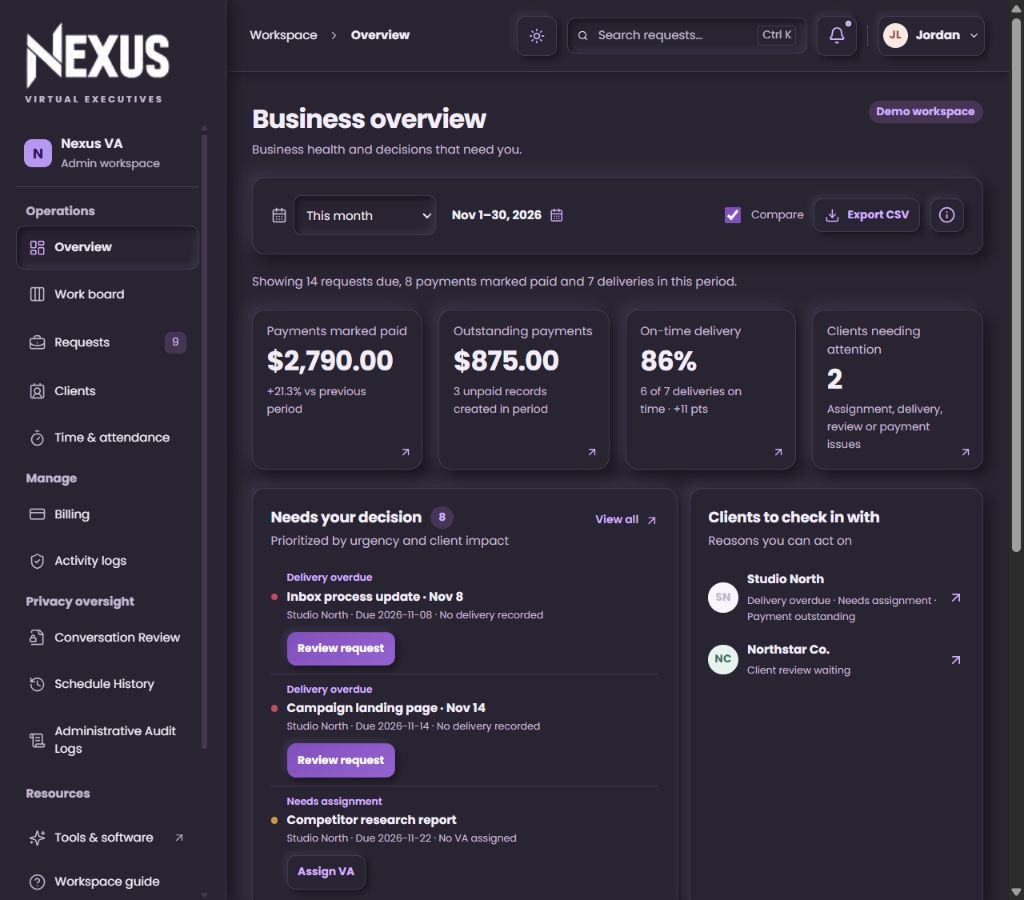 NEXUS
VIRTUAL EXECUTIVES
N
Nexus VA
Admin workspace
Operations
Overview
Work board
Requests
9
Clients
Time & attendance
Manage
Billing
Activity logs
Privacy oversight
Conversation Review
Schedule History
Administrative Audit
Logs
Resources
Tools & software
Workspace guide
Workspace
Overview
Search requests...
Ctrl K
JL
Jordan
Business overview
Demo workspace
Business health and decisions that need you.
This month
Nov 1–30, 2026
Compare
Export CSV
Showing 14 requests due, 8 payments marked paid and 7 deliveries in this period.
Payments marked paid
$2,790.00
+21.3% vs previous
period
Outstanding payments
$875.00
3 unpaid records
created in period
On-time delivery
86%
6 of 7 deliveries on
time · +11 pts
Clients needing
attention
2
Assignment, delivery,
review or payment
issues
Needs your decision
8
View all
Prioritized by urgency and client impact
Delivery overdue
Inbox process update · Nov 8
Studio North · Due 2026-11-08 · No delivery recorded
Review request
Delivery overdue
Campaign landing page · Nov 14
Studio North · Due 2026-11-14 · No delivery recorded
Review request
Needs assignment
Competitor research report
Studio North · Due 2026-11-22 · No VA assigned
Assign VA
Clients to check in with
Reasons you can act on
SN
Studio North
Delivery overdue · Needs assignment ·
Payment outstanding
NC
Northstar Co.
Client review waiting